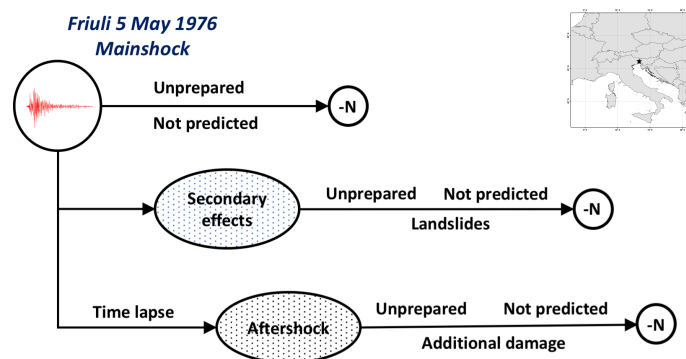 Friuli 5 May 1976
Mainshock
Unprepared
Not predicted
-N
Secondary
effects
Unprepared Not predicted
Landslides
-N
Time lapse
Aftershock
Unprepared Not predicted
Additional damage
-N